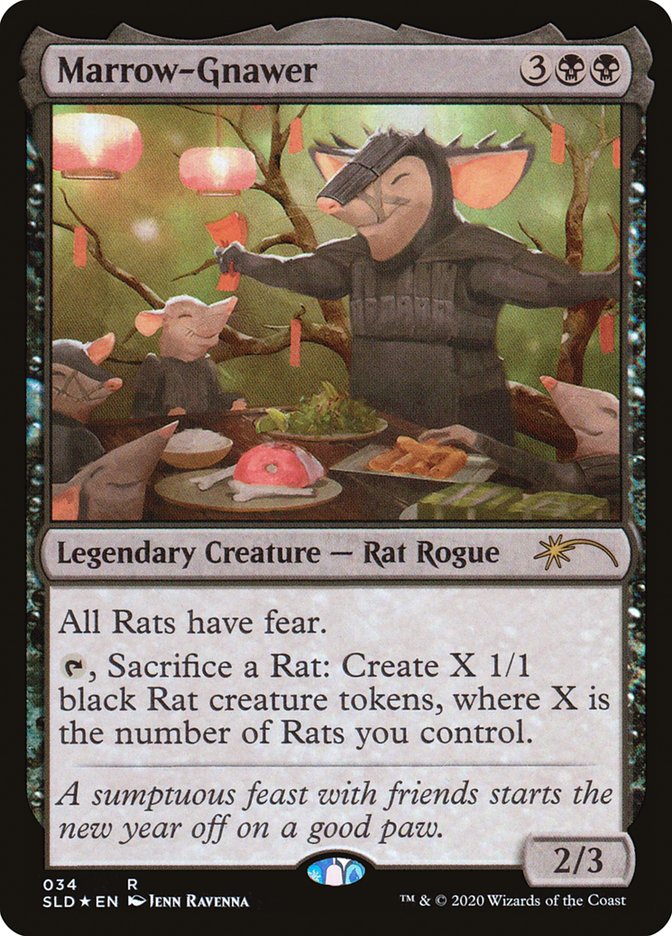 Marrow-Gnawer 3
Legendary Creature — Rat Rogue
All Rats have fear.
, Sacrifice a Rat: Create X 1/1
black Rat creature tokens, where X is
the number of Rats you control.
A sumptuous feast with friends starts the
new year off on a good paw.
2/3
034 R
SLD ★ EN Jenn Ravenna
™ & © 2020 Wizards of the Coast